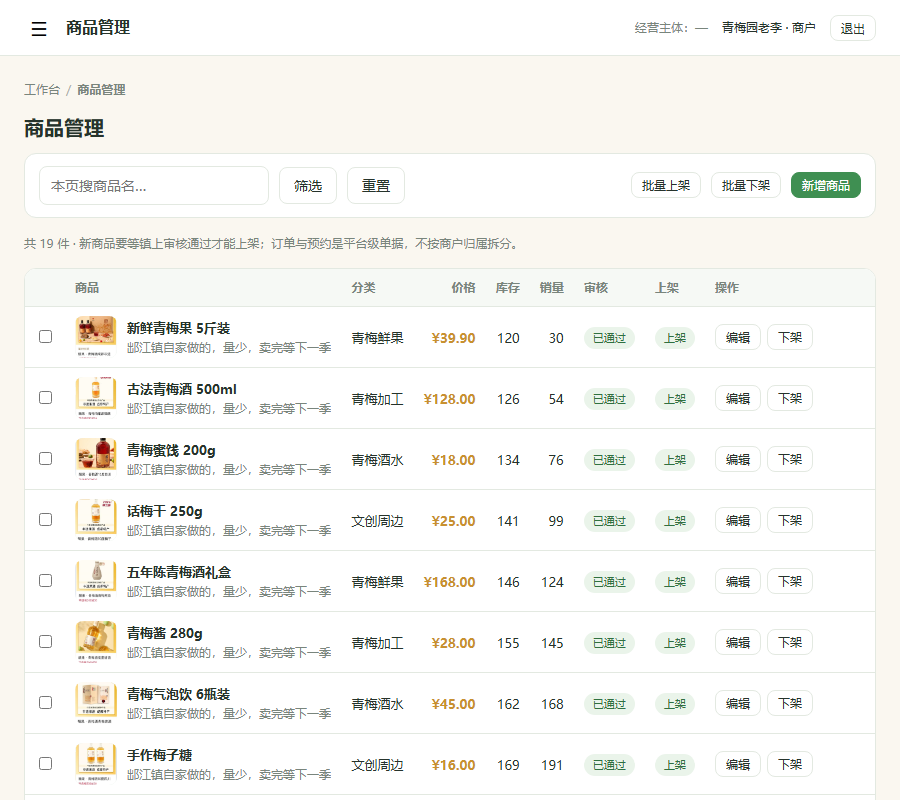 ☰ 商品管理 经营主体：— 青梅园老李 · 商户 退出
工作台 / 商品管理
商品管理
本页搜商品名... 筛选 重置 批量上架 批量下架 新增商品
共 19 件 · 新商品要等镇上审核通过才能上架；订单与预约是平台级单据，不按商户归属拆分。
商品 分类 价格 库存 销量 审核 上架 操作
新鲜青梅果 5斤装
邮江镇自家做的，量少，卖完等下一季
青梅鲜果 ¥39.90 120 30 已通过 上架 编辑 下架
古法青梅酒 500ml
邮江镇自家做的，量少，卖完等下一季
青梅加工 ¥128.00 126 54 已通过 上架 编辑 下架
青梅蜜饯 200g
邮江镇自家做的，量少，卖完等下一季
青梅酒水 ¥18.00 134 76 已通过 上架 编辑 下架
话梅干 250g
邮江镇自家做的，量少，卖完等下一季
文创周边 ¥25.00 141 99 已通过 上架 编辑 下架
五年陈青梅酒礼盒
邮江镇自家做的，量少，卖完等下一季
青梅鲜果 ¥168.00 146 124 已通过 上架 编辑 下架
青梅酱 280g
邮江镇自家做的，量少，卖完等下一季
青梅加工 ¥28.00 155 145 已通过 上架 编辑 下架
青梅气泡饮 6瓶装
邮江镇自家做的，量少，卖完等下一季
青梅酒水 ¥45.00 162 168 已通过 上架 编辑 下架
手作梅子糖
邮江镇自家做的，量少，卖完等下一季
文创周边 ¥16.00 169 191 已通过 上架 编辑 下架